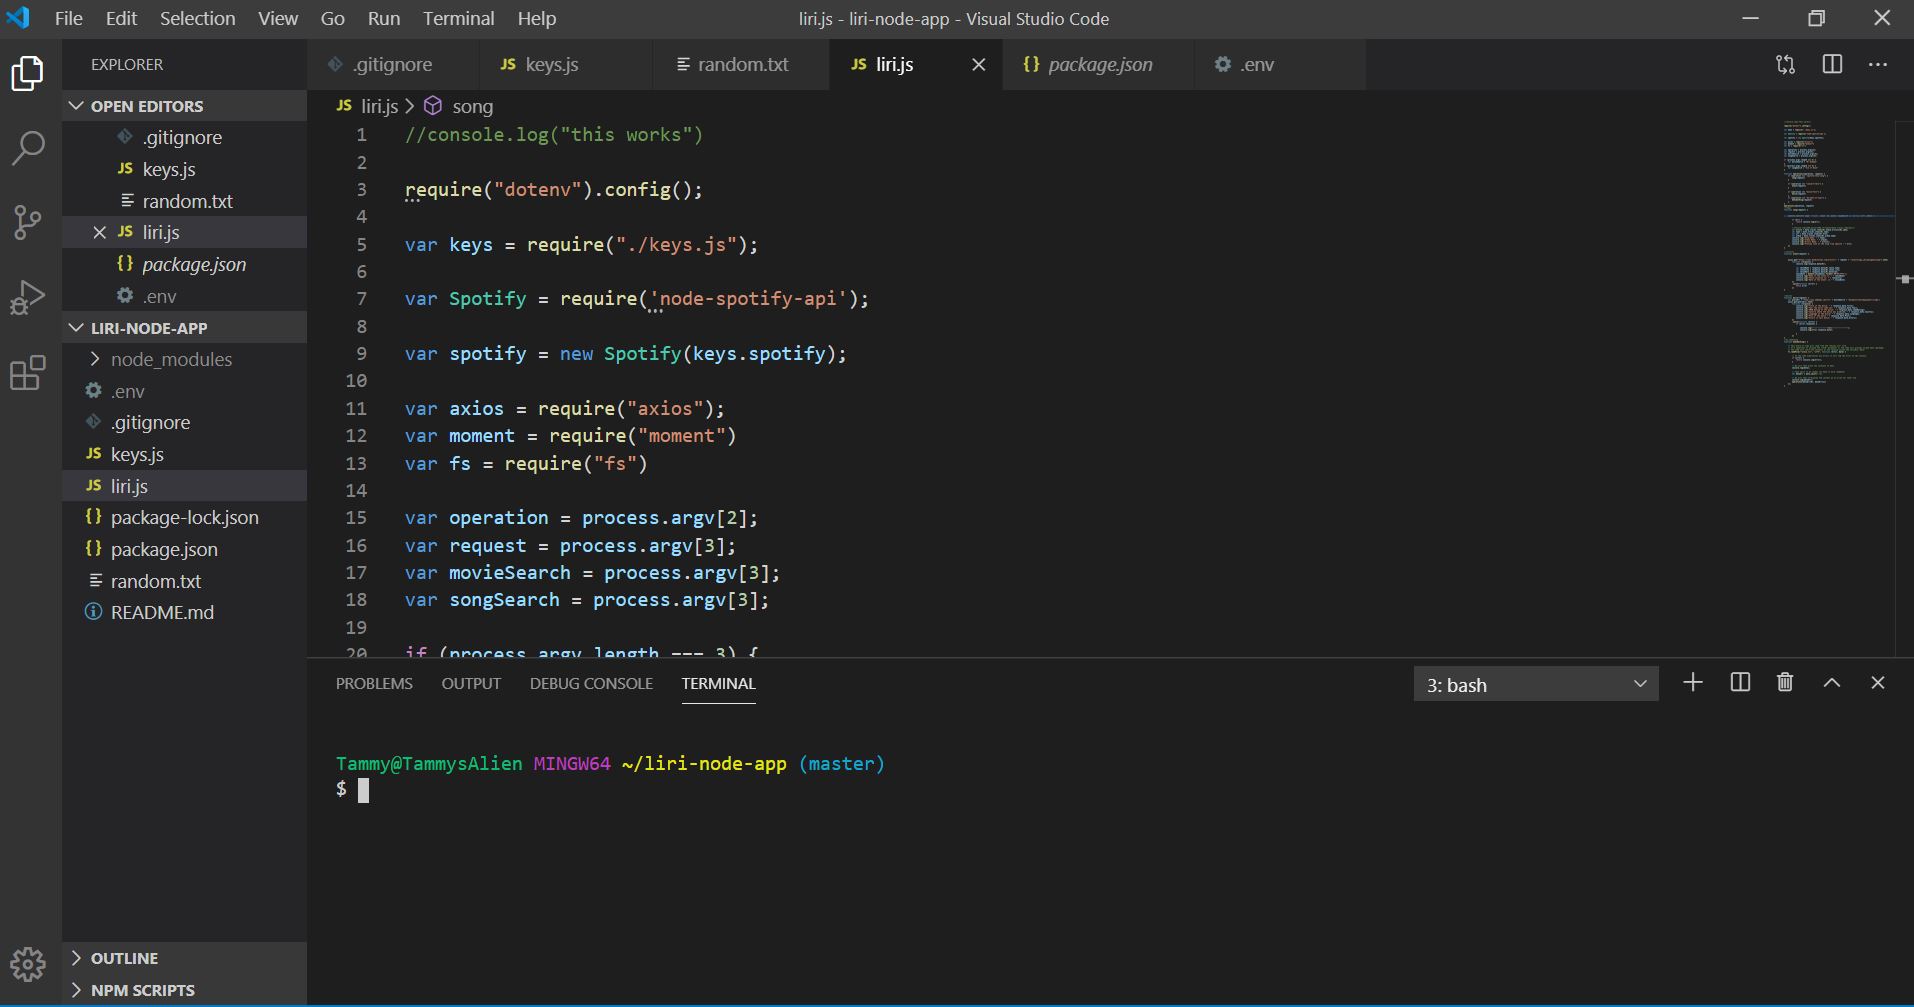 File Edit Selection View Go Run Terminal Help
liri.js - liri-node-app - Visual Studio Code
EXPLORER
OPEN EDITORS
.gitignore
JS keys.js
random.txt
JS liri.js
{} package.json
.env
LIRI-NODE-APP
node_modules
.env
.gitignore
JS keys.js
JS liri.js
{} package-lock.json
{} package.json
random.txt
README.md
OUTLINE
NPM SCRIPTS
.gitignore JS keys.js random.txt JS liri.js {} package.json .env
JS liri.js > song
1 //console.log("this works")
2
3 require("dotenv").config();
4
5 var keys = require("./keys.js");
6
7 var Spotify = require('node-spotify-api');
8
9 var spotify = new Spotify(keys.spotify);
10
11 var axios = require("axios");
12 var moment = require("moment")
13 var fs = require("fs")
14
15 var operation = process.argv[2];
16 var request = process.argv[3];
17 var movieSearch = process.argv[3];
18 var songSearch = process.argv[3];
19
20 if (process.argv.length === 3) {
PROBLEMS OUTPUT DEBUG CONSOLE TERMINAL
3: bash
Tammy@TammysAlien MINGW64 ~/liri-node-app (master)
$